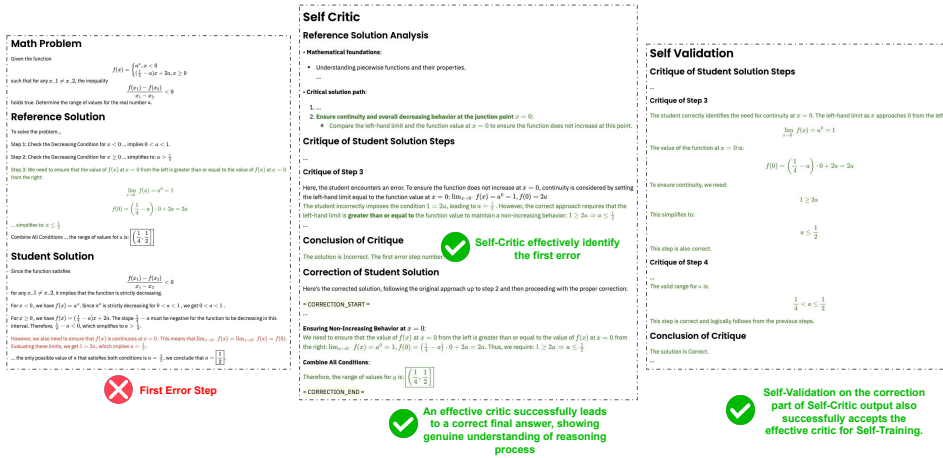 Math Problem
Given the function
f(x) = { a^x, x < 0
(1/4 − a)x + 2a, x ≥ 0
such that for any x_1 ≠ x_2, the inequality
f(x_1) − f(x_2) / x_1 − x_2 < 0
holds true. Determine the range of values for the real number a.
Reference Solution
To solve the problem...
Step 1: Check the Decreasing Condition for x < 0 ... implies 0 < a < 1.
Step 2: Check the Decreasing Condition for x ≥ 0 ... simplifies to: a > 1/4
Step 3: We need to ensure that the value of f(x) at x = 0 from the left is greater than or equal to the value of f(x) at x = 0
from the right:
lim x→0⁻ f(x) = a^0 = 1
f(0) = (1/4 − a) · 0 + 2a = 2a
... simplifies to: a ≤ 1/2
Combine All Conditions ... the range of values for a is: (1/4, 1/2]
Student Solution
Since the function satisfies
f(x_1) − f(x_2) / x_1 − x_2 < 0
for any x_1 ≠ x_2, it implies that the function is strictly decreasing.
For x < 0, we have f(x) = a^x. Since a^x is strictly decreasing for 0 < a < 1, we get 0 < a < 1.
For x ≥ 0, we have f(x) = (1/4 − a)x + 2a. The slope 1/4 − a must be negative for the function to be decreasing in this
interval. Therefore, 1/4 − a < 0, which simplifies to a > 1/4.
However, we also need to ensure that f(x) is continuous at x = 0. This means that lim x→0⁻ f(x) = lim x→0⁺ f(x) = f(0).
Evaluating these limits, we get 1 = 2a, which implies a = 1/2.
... the only possible value of a that satisfies both conditions is a = 1/2, we conclude that a = 1/2.
First Error Step
Self Critic
Reference Solution Analysis
- Mathematical foundations:
• Understanding piecewise functions and their properties.
...
- Critical solution path:
1. ...
2. Ensure continuity and overall decreasing behavior at the junction point x = 0:
○ Compare the left-hand limit and the function value at x = 0 to ensure the function does not increase at this point.
Critique of Student Solution Steps
...
Critique of Step 3
Here, the student encounters an error. To ensure the function does not increase at x = 0, continuity is considered by setting
the left-hand limit equal to the function value at x = 0: lim x→0⁻ f(x) = a^0 = 1, f(0) = 2a
The student incorrectly imposes the condition 1 = 2a, leading to a = 1/2. However, the correct approach requires that the
left-hand limit is greater than or equal to the function value to maintain a non-increasing behavior: 1 ≥ 2a ⇒ a ≤ 1/2
...
Conclusion of Critique
The solution is Incorrect. The first error step number
Self-Critic effectively identify
the first error
Correction of Student Solution
Here's the corrected solution, following the original approach up to step 2 and then proceeding with the proper correction:
= CORRECTION_START =
...
Ensuring Non-Increasing Behavior at x = 0:
We need to ensure that the value of f(x) at x = 0 from the left is greater than or equal to the value of f(x) at x = 0 from
the right: lim x→0⁻ f(x) = a^0 = 1, f(0) = (1/4 − a) · 0 + 2a = 2a. Thus, we require: 1 ≥ 2a ⇒ a ≤ 1/2
Combine All Conditions:
Therefore, the range of values for a is: (1/4, 1/2]
= CORRECTION_END =
An effective critic successfully leads
to a correct final answer, showing
genuine understanding of reasoning
process
Self Validation
Critique of Student Solution Steps
...
Critique of Step 3
The student correctly identifies the need for continuity at x = 0. The left-hand limit as x approaches 0 from the left
lim x→0⁻ f(x) = a^0 = 1
The value of the function at x = 0 is:
f(0) = (1/4 − a) · 0 + 2a = 2a
To ensure continuity, we need:
1 ≥ 2a
This simplifies to:
a ≤ 1/2
This step is also correct.
Critique of Step 4
...
The valid range for a is:
1/4 < a ≤ 1/2
This step is correct and logically follows from the previous steps.
Conclusion of Critique
The solution is Correct.
...
Self-Validation on the correction
part of Self-Critic output also
successfully accepts the
effective critic for Self-Training.